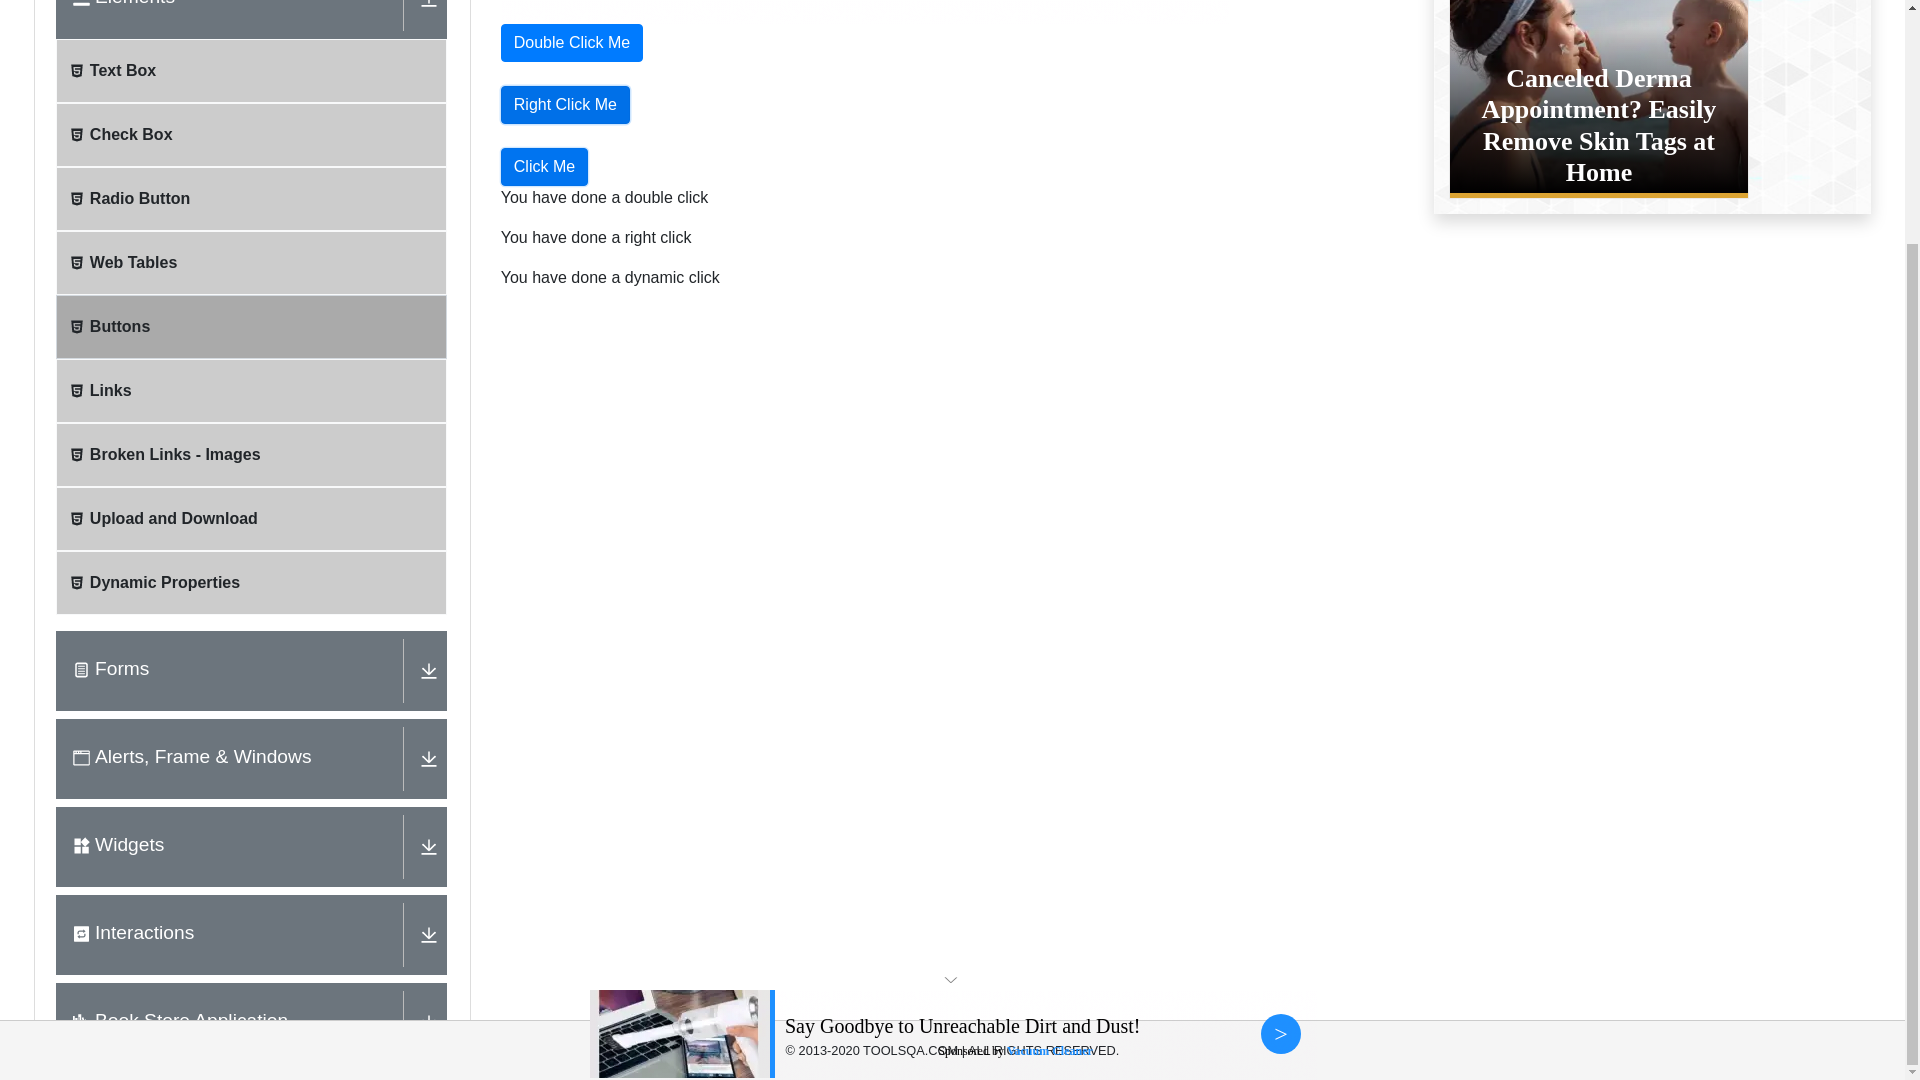 Elements
Text Box
Check Box
Radio Button
Web Tables
Buttons
Links
Broken Links - Images
Upload and Download
Dynamic Properties
Forms
Alerts, Frame & Windows
Widgets
Interactions
Book Store Application
Double Click Me
Right Click Me
Click Me
You have done a double click
You have done a right click
You have done a dynamic click
Canceled Derma
Appointment? Easily
Remove Skin Tags at
Home
Say Goodbye to Unreachable Dirt and Dust!
>
© 2013-2020 TOOLSQA.COM | ALL RIGHTS RESERVED.
Sponsored by